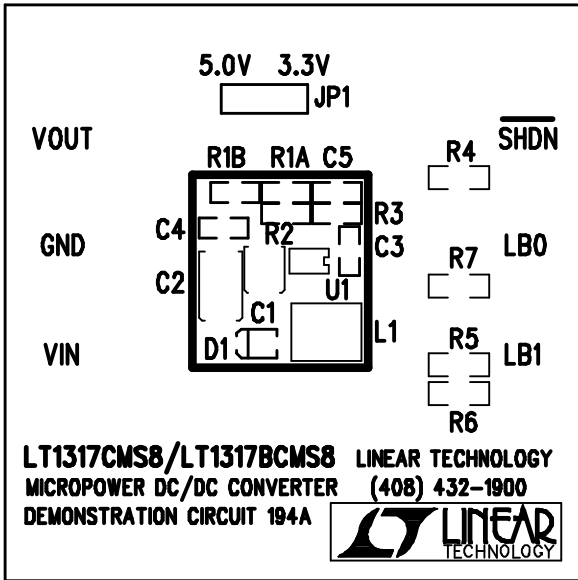 5.0V 3.3V
JP1
VOUT
SHDN
R1B R1A C5
R4
C4
R2
R3
GND
C3
LB0
C2
R7
U1
C1
L1
VIN
D1
R5
LB1
R6
LT1317CMS8/LT1317BCMS8 LINEAR TECHNOLOGY
MICROPOWER DC/DC CONVERTER (408) 432-1900
DEMONSTRATION CIRCUIT 194A
LT LINEAR
TECHNOLOGY